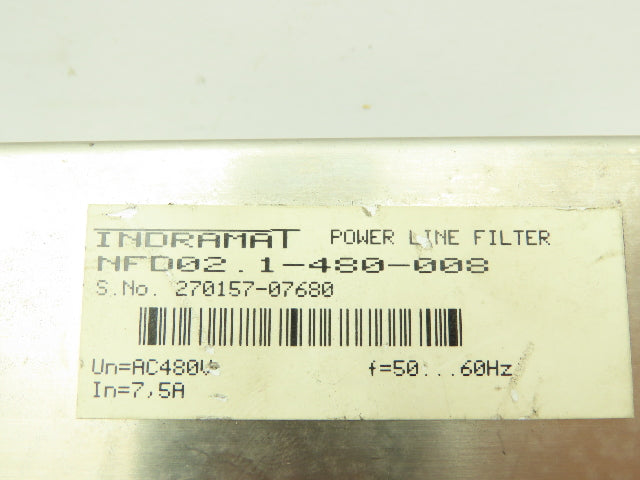 INDRAMAT POWER LINE FILTER
NFD02.1-480-008
S.No. 270157-07680
Un=AC480V f=50...60Hz
In=7,5A